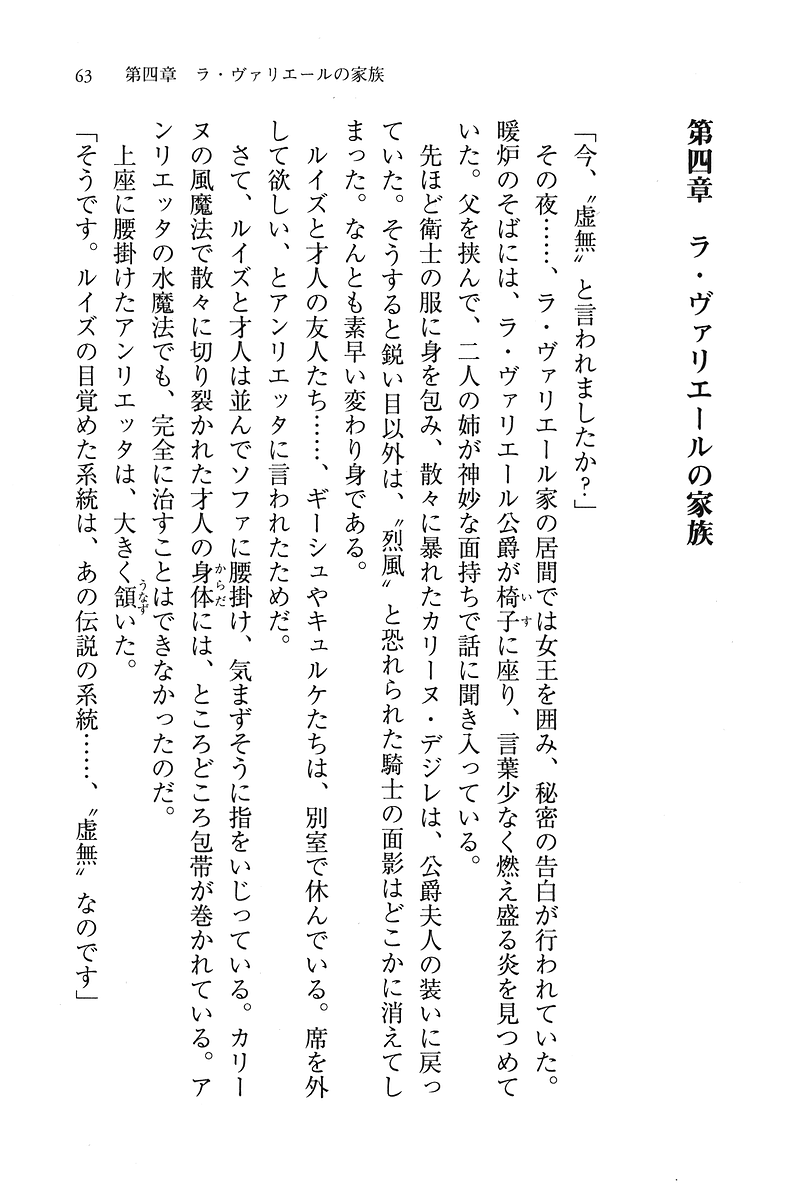 63　第四章　ラ・ヴァリエールの家族
第四章　ラ・ヴァリエールの家族
「今、〝虚無〟と言われましたか?」
　その夜……、ラ・ヴァリエール家の居間では女王を囲み、秘密の告白が行われていた。
暖炉のそばには、ラ・ヴァリエール公爵が椅子に座り、言葉少なく燃え盛る炎を見つめて
いた。父を挟んで、二人の姉が神妙な面持ちで話に聞き入っている。
　先ほど衛士の服に身を包み、散々に暴れたカリーヌ・デジレは、公爵夫人の装いに戻っ
ていた。そうすると鋭い目以外は、〝烈風〟と恐れられた騎士の面影はどこかに消えてし
まった。なんとも素早い変わり身である。
　ルイズと才人の友人たち……、ギーシュやキュルケたちは、別室で休んでいる。席を外
して欲しい、とアンリエッタに言われたためだ。
　さて、ルイズと才人は並んでソファに腰掛け、気まずそうに指をいじっている。カリー
ヌの風魔法で散々に切り裂かれた才人の身体には、ところどころ包帯が巻かれている。ア
ンリエッタの水魔法でも、完全に治すことはできなかったのだ。
　上座に腰掛けたアンリエッタは、大きく頷いた。
「そうです。ルイズの目覚めた系統は、あの伝説の系統……、〝虚無〟なのです」